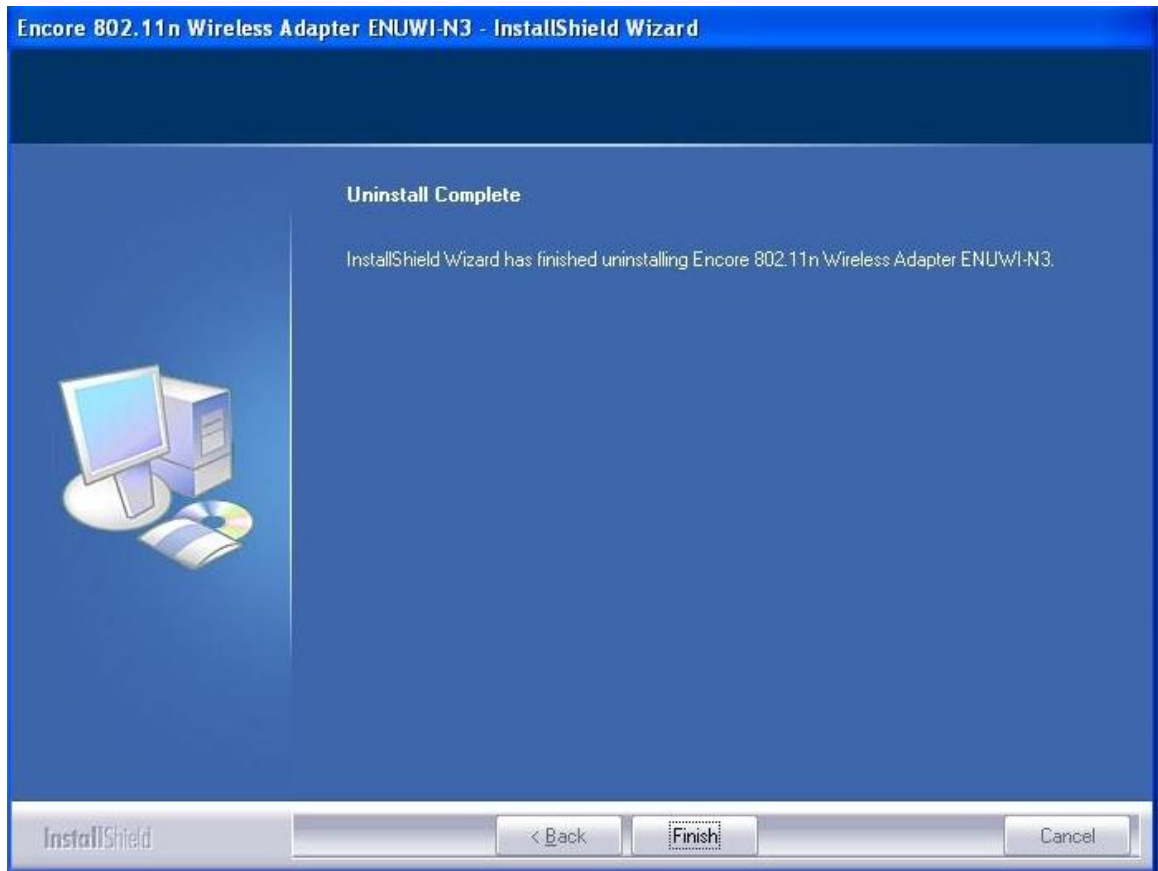 Encore 802.11n Wireless Adapter ENUWI-N3 - InstallShield Wizard
Uninstall Complete
InstallShield Wizard has finished uninstalling Encore 802.11n Wireless Adapter ENUWI-N3.
InstallShield
< Back
Finish
Cancel